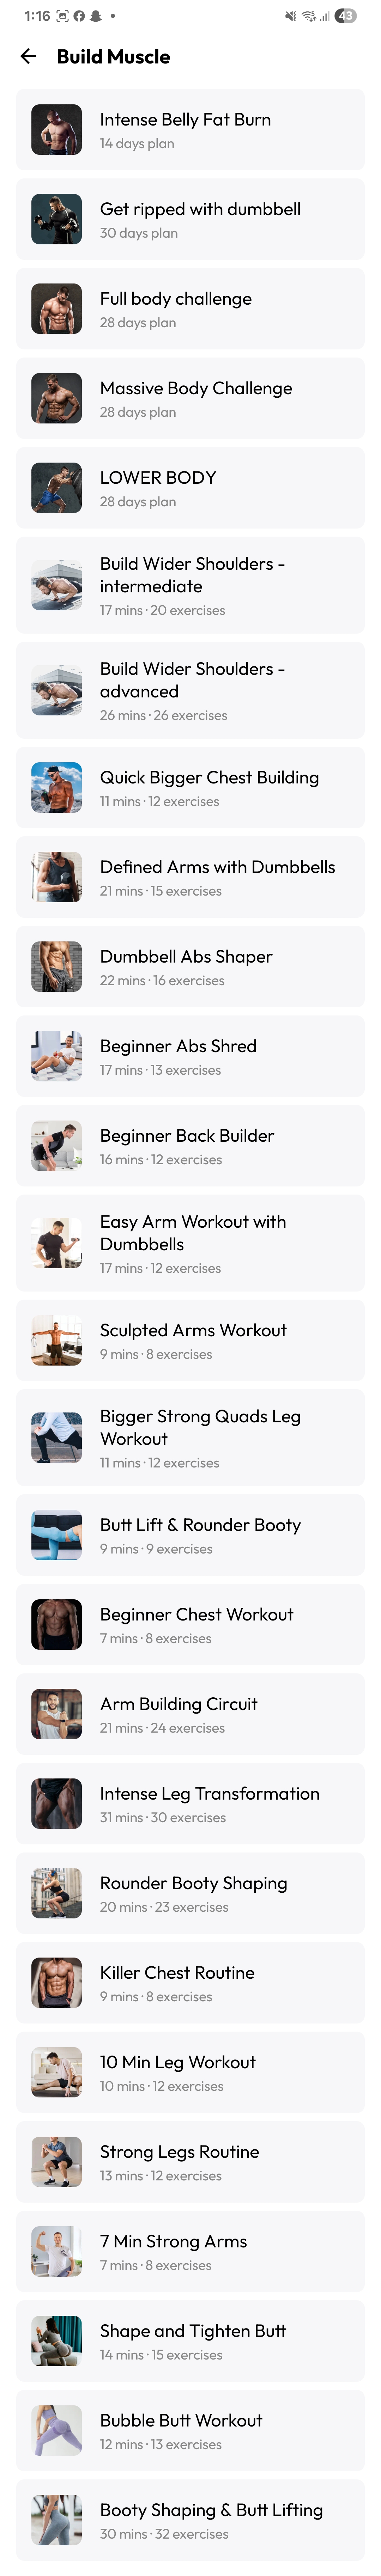 1:16
43
Build Muscle
Intense Belly Fat Burn
14 days plan
Get ripped with dumbbell
30 days plan
Full body challenge
28 days plan
Massive Body Challenge
28 days plan
LOWER BODY
28 days plan
Build Wider Shoulders -
intermediate
17 mins · 20 exercises
Build Wider Shoulders -
advanced
26 mins · 26 exercises
Quick Bigger Chest Building
11 mins · 12 exercises
Defined Arms with Dumbbells
21 mins · 15 exercises
Dumbbell Abs Shaper
22 mins · 16 exercises
Beginner Abs Shred
17 mins · 13 exercises
Beginner Back Builder
16 mins · 12 exercises
Easy Arm Workout with
Dumbbells
17 mins · 12 exercises
Sculpted Arms Workout
9 mins · 8 exercises
Bigger Strong Quads Leg
Workout
11 mins · 12 exercises
Butt Lift & Rounder Booty
9 mins · 9 exercises
Beginner Chest Workout
7 mins · 8 exercises
Arm Building Circuit
21 mins · 24 exercises
Intense Leg Transformation
31 mins · 30 exercises
Rounder Booty Shaping
20 mins · 23 exercises
Killer Chest Routine
9 mins · 8 exercises
10 Min Leg Workout
10 mins · 12 exercises
Strong Legs Routine
13 mins · 12 exercises
7 Min Strong Arms
7 mins · 8 exercises
Shape and Tighten Butt
14 mins · 15 exercises
Bubble Butt Workout
12 mins · 13 exercises
Booty Shaping & Butt Lifting
30 mins · 32 exercises